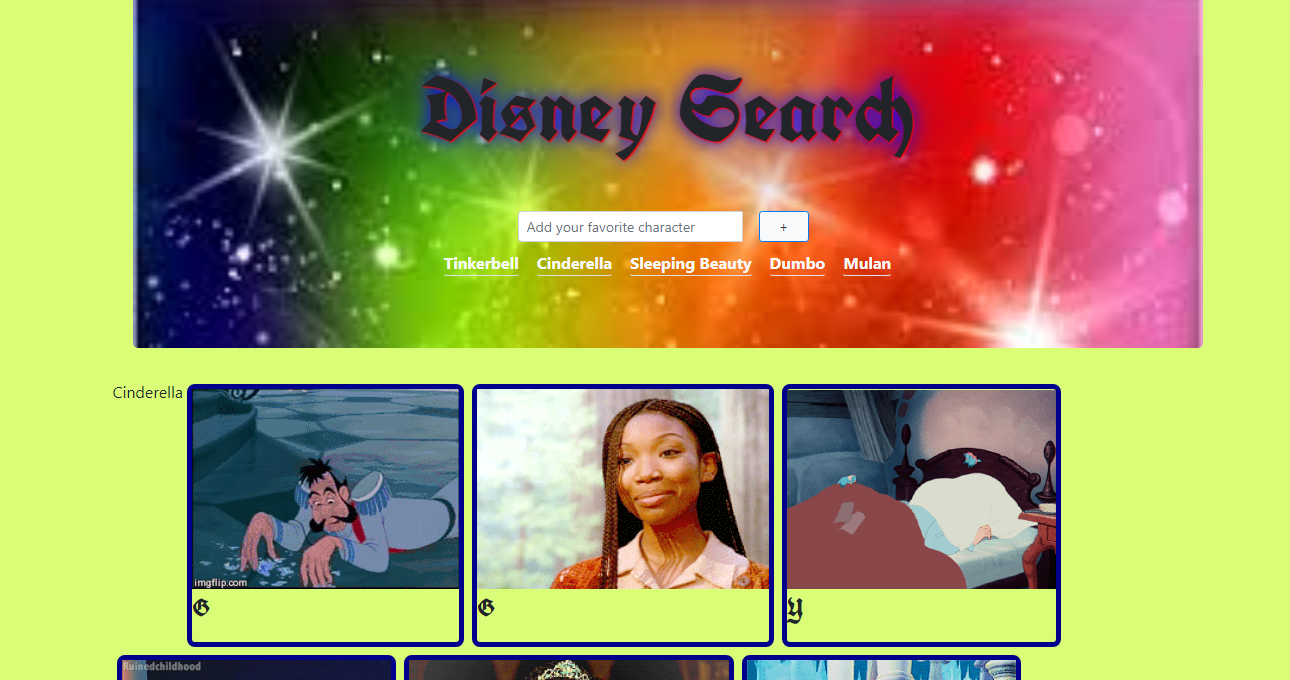 Disney Search
Add your favorite character
+
Tinkerbell Cinderella Sleeping Beauty Dumbo Mulan
Cinderella
imgflip.com
G G Y
Ruinedchildhood